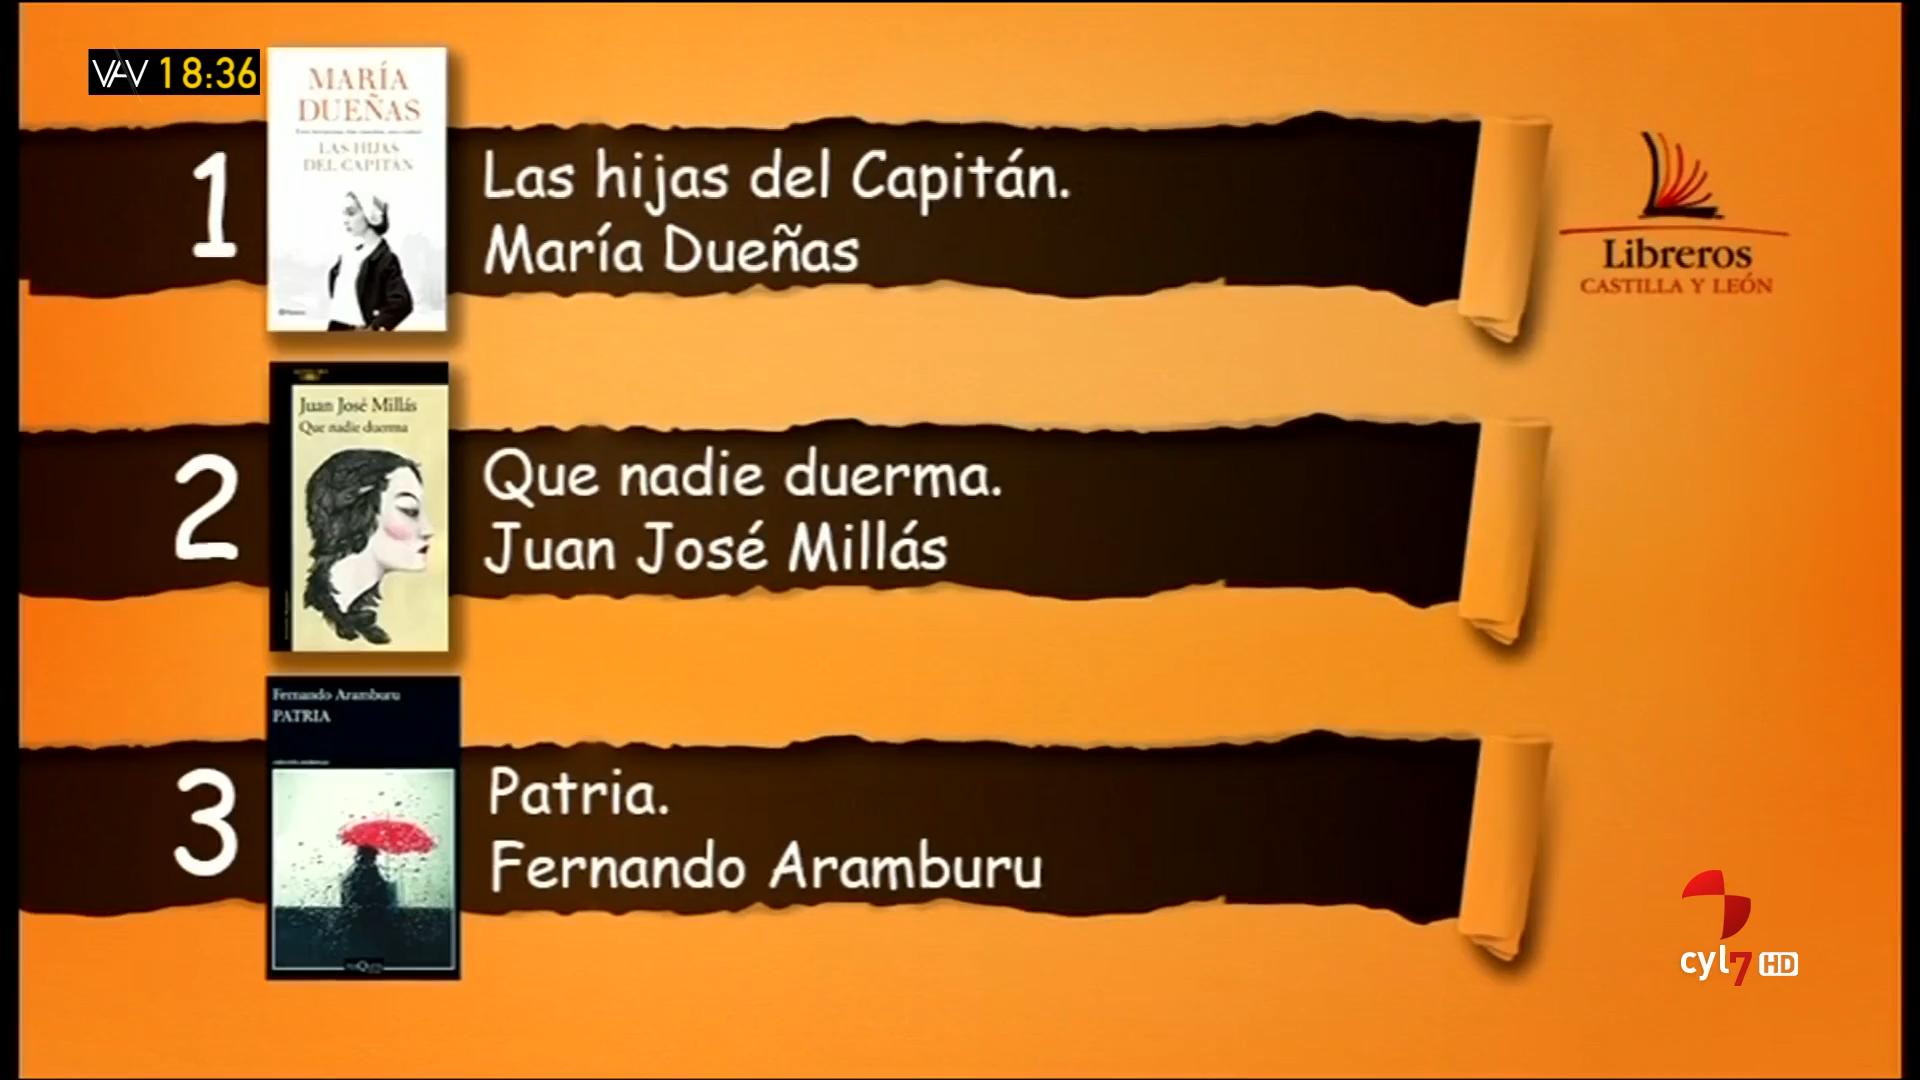 VAV 18:36
1
MARÍA
DUEÑAS
LAS HIJAS
DEL CAPITÁN
Las hijas del Capitán.
María Dueñas
Libreros
CASTILLA Y LEÓN
2
Juan José Millás
Que nadie duerma
Que nadie duerma.
Juan José Millás
3
Fernando Aramburu
PATRIA
Patria.
Fernando Aramburu
cyl7 HD